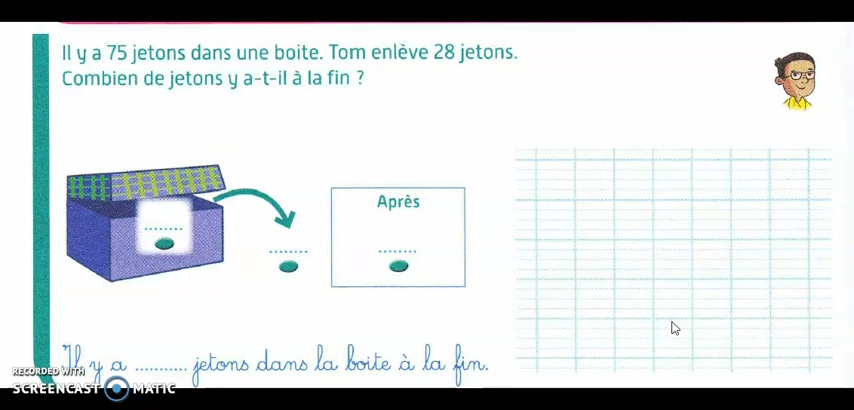 Il y a 75 jetons dans une boite. Tom enlève 28 jetons.
Combien de jetons y a-t-il à la fin ?
..........
..........
Après
..........
Il y a .......... jetons dans la boite à la fin.
RECORDED WITH
SCREENCAST MATIC